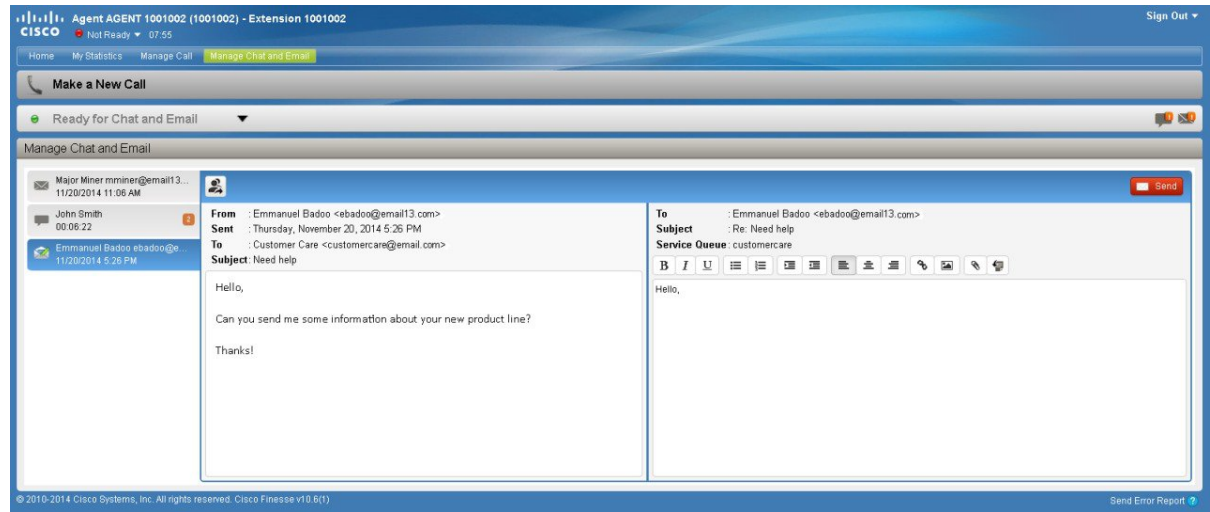 Agent AGENT 1001002 (1001002) - Extension 1001002
Sign Out
CISCO
Not Ready 07:55
Home My Statistics Manage Call Manage Chat and Email
Make a New Call
Ready for Chat and Email
Manage Chat and Email
Major Miner mminer@email13...
11/20/2014 11:06 AM
John Smith
00:06:22
2
Emmanuel Badoo ebadoo@e...
11/20/2014 5:26 PM
Send
From : Emmanuel Badoo <ebadoo@email13.com>
Sent : Thursday, November 20, 2014 5:26 PM
To : Customer Care <customercare@email.com>
Subject: Need help
Hello,
Can you send me some information about your new product line?
Thanks!
To : Emmanuel Badoo <ebadoo@email13.com>
Subject : Re: Need help
Service Queue: customercare
B I U
Hello,
© 2010-2014 Cisco Systems, Inc. All rights reserved. Cisco Finesse v10.6(1)
Send Error Report ?